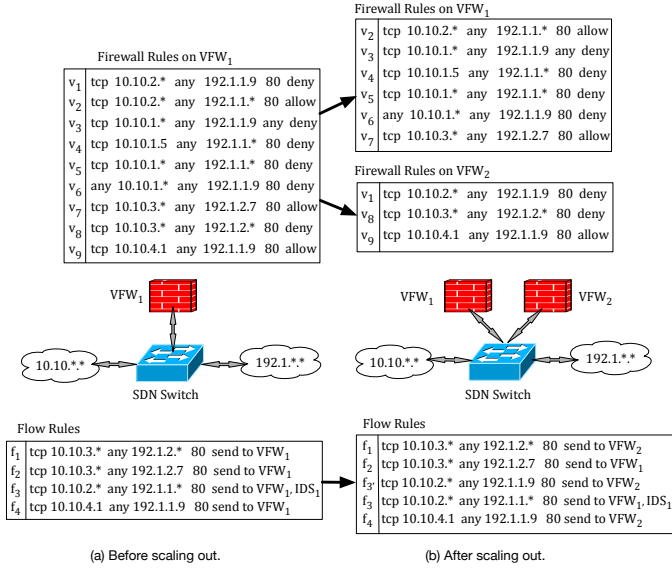 Firewall Rules on VFW1
v1 tcp 10.10.2.* any 192.1.1.9 80 deny
v2 tcp 10.10.2.* any 192.1.1.* 80 allow
v3 tcp 10.10.1.* any 192.1.1.9 any deny
v4 tcp 10.10.1.5 any 192.1.1.* 80 deny
v5 tcp 10.10.1.* any 192.1.1.* 80 deny
v6 any 10.10.1.* any 192.1.1.9 80 deny
v7 tcp 10.10.3.* any 192.1.2.7 80 allow
v8 tcp 10.10.3.* any 192.1.2.* 80 deny
v9 tcp 10.10.4.1 any 192.1.1.9 80 allow
VFW1
10.10.*.*
192.1.*.*
SDN Switch
Flow Rules
f1 tcp 10.10.3.* any 192.1.2.* 80 send to VFW1
f2 tcp 10.10.3.* any 192.1.2.7 80 send to VFW1
f3 tcp 10.10.2.* any 192.1.1.* 80 send to VFW1, IDS1
f4 tcp 10.10.4.1 any 192.1.1.9 80 send to VFW1
(a) Before scaling out.
Firewall Rules on VFW1
v2 tcp 10.10.2.* any 192.1.1.* 80 allow
v3 tcp 10.10.1.* any 192.1.1.9 any deny
v4 tcp 10.10.1.5 any 192.1.1.* 80 deny
v5 tcp 10.10.1.* any 192.1.1.* 80 deny
v6 any 10.10.1.* any 192.1.1.9 80 deny
v7 tcp 10.10.3.* any 192.1.2.7 80 allow
Firewall Rules on VFW2
v1 tcp 10.10.2.* any 192.1.1.9 80 deny
v8 tcp 10.10.3.* any 192.1.2.* 80 deny
v9 tcp 10.10.4.1 any 192.1.1.9 80 allow
VFW1
VFW2
10.10.*.*
192.1.*.*
SDN Switch
Flow Rules
f1 tcp 10.10.3.* any 192.1.2.* 80 send to VFW2
f2 tcp 10.10.3.* any 192.1.2.7 80 send to VFW1
f3' tcp 10.10.2.* any 192.1.1.9 80 send to VFW2
f3 tcp 10.10.2.* any 192.1.1.* 80 send to VFW1, IDS1
f4 tcp 10.10.4.1 any 192.1.1.9 80 send to VFW2
(b) After scaling out.